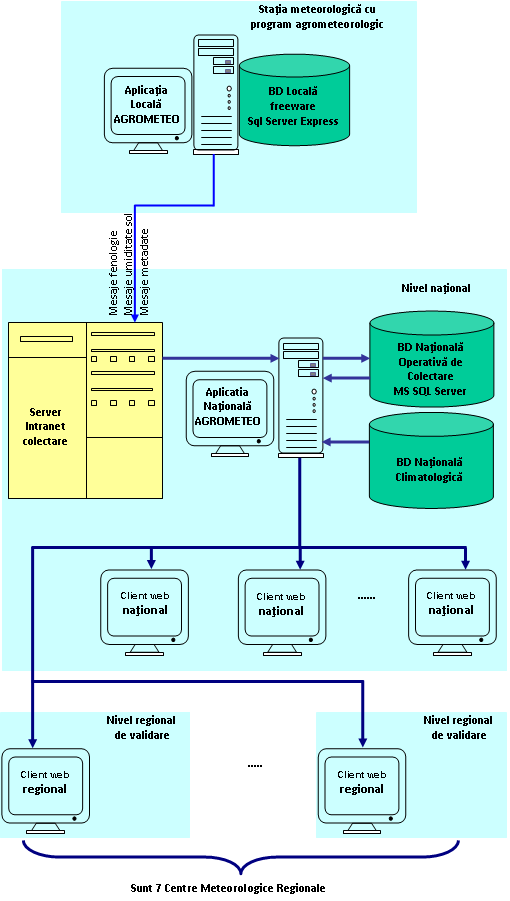 Stația meteorologică cu
program agrometeorologic
Aplicația
Locală
AGROMETEO
BD Locală
freeware
Sql Server Express
Mesaje fenologie
Mesaje umiditate sol
Mesaje metadate
Nivel național
Server
Intranet
colectare
Aplicatia
Națională
AGROMETEO
BD Națională
Operativă de
Colectare
MS SQL Server
BD Națională
Climatologică
Client web
național
Client web
național
......
Client web
național
Nivel regional
de validare
Client web
regional
.....
Nivel regional
de validare
Client web
regional
Sunt 7 Centre Meteorologice Regionale